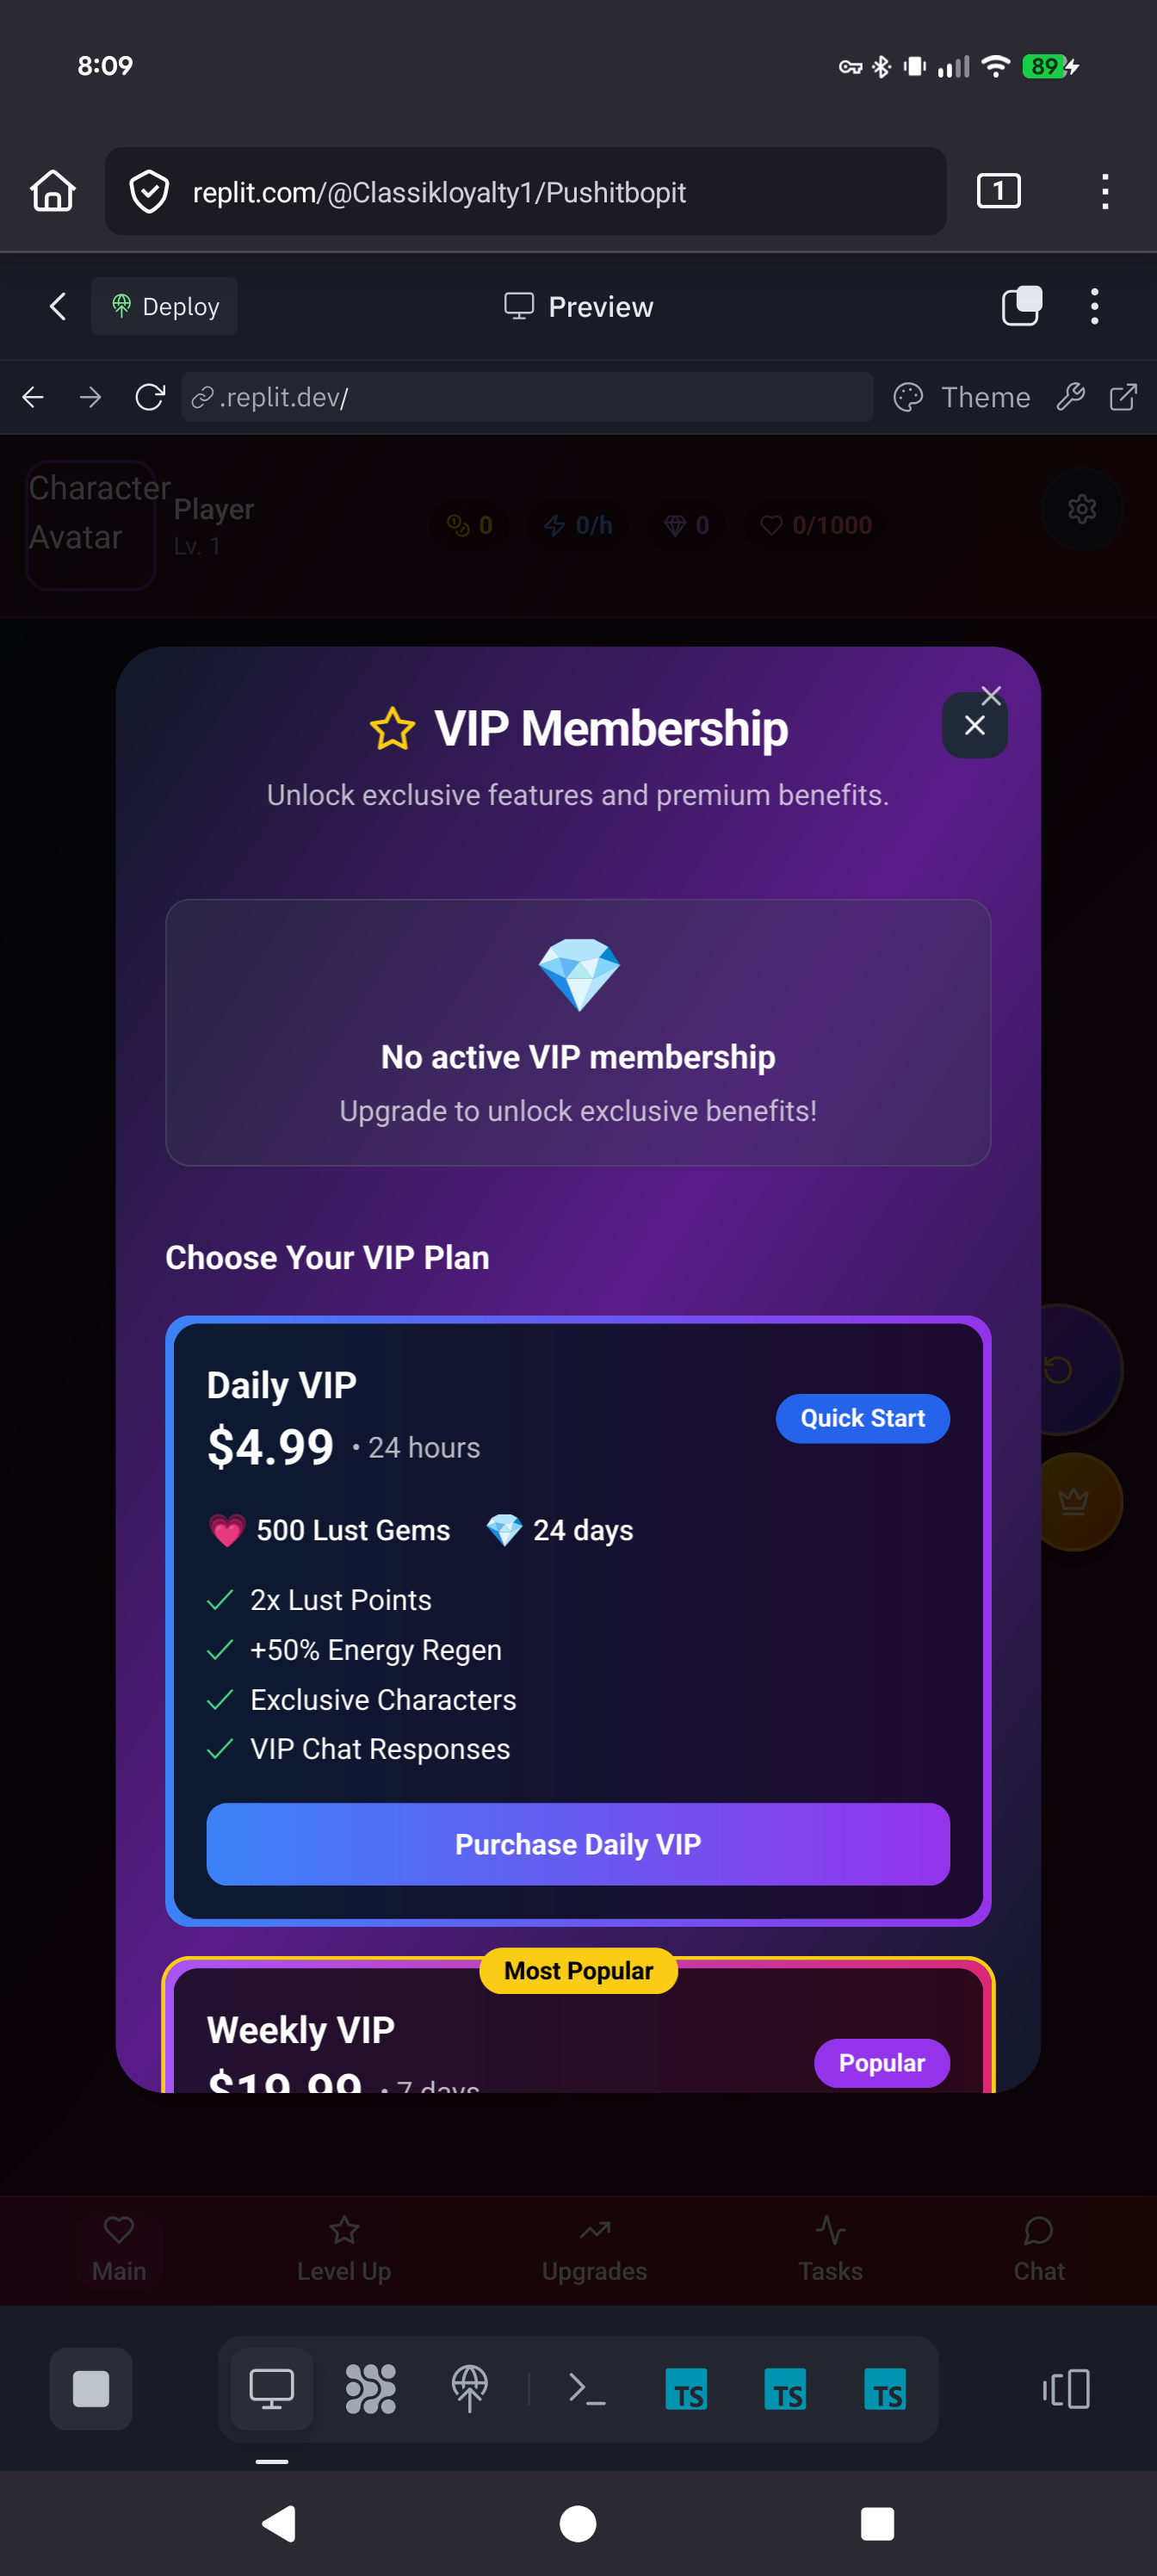 8:09
89
replit.com/@Classikloyalty1/Pushitbopit
1
Deploy
Preview
.replit.dev/
Theme
Character
Avatar
Player
Lv. 1
0
0/h
0
0/1000
VIP Membership
Unlock exclusive features and premium benefits.
No active VIP membership
Upgrade to unlock exclusive benefits!
Choose Your VIP Plan
Daily VIP
$4.99 • 24 hours
Quick Start
500 Lust Gems
24 days
2x Lust Points
+50% Energy Regen
Exclusive Characters
VIP Chat Responses
Purchase Daily VIP
Most Popular
Weekly VIP
Popular
$19.99 • 7 days
Main
Level Up
Upgrades
Tasks
Chat
TS
TS
TS